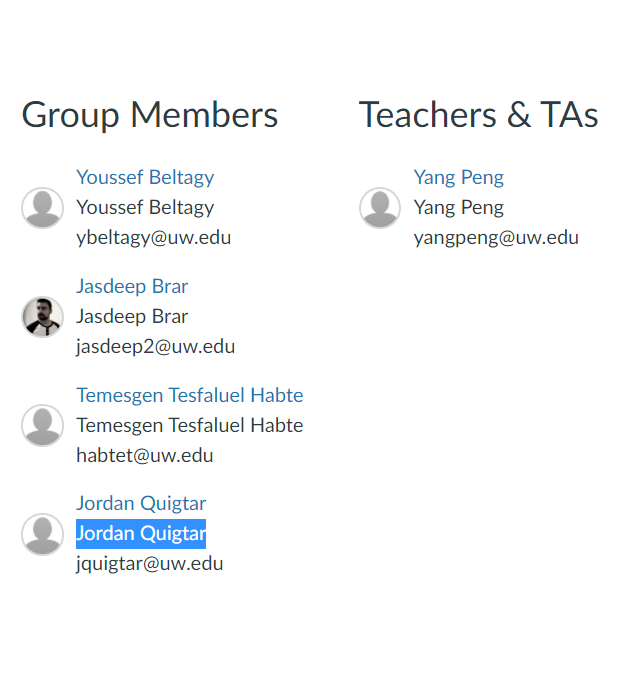 Group Members
Youssef Beltagy
Youssef Beltagy
ybeltagy@uw.edu
Jasdeep Brar
Jasdeep Brar
jasdeep2@uw.edu
Temesgen Tesfaluel Habte
Temesgen Tesfaluel Habte
habtet@uw.edu
Jordan Quigtar
Jordan Quigtar
jquigtar@uw.edu
Teachers & TAs
Yang Peng
Yang Peng
yangpeng@uw.edu